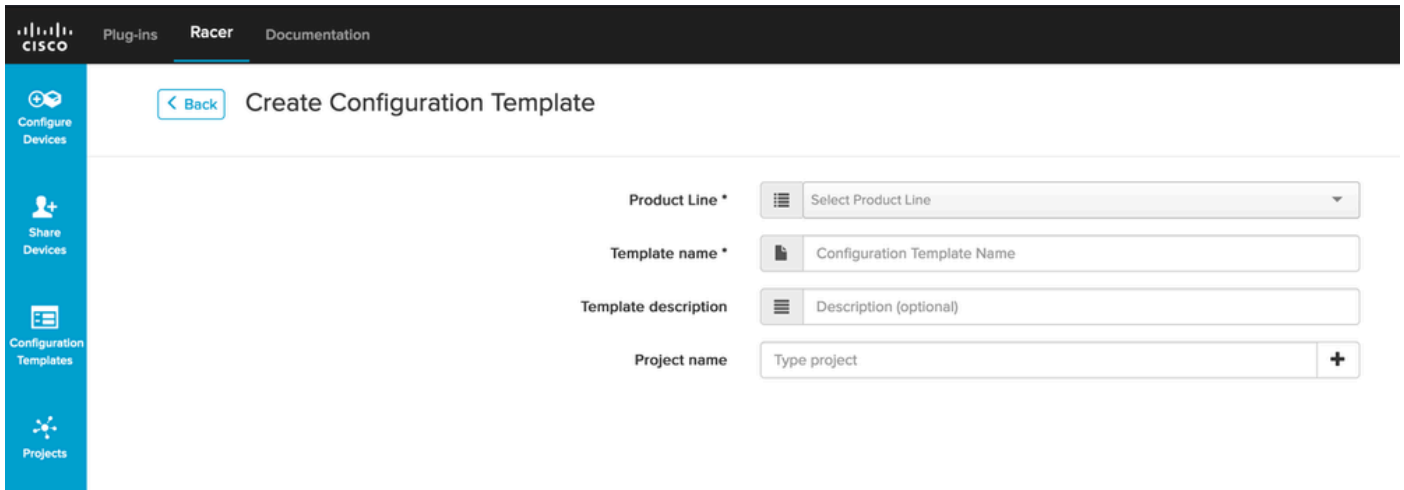 cisco
Plug-ins Racer Documentation
Configure
Devices
Share
Devices
Configuration
Templates
Projects
Back
Create Configuration Template
Product Line *
Select Product Line
Template name *
Configuration Template Name
Template description
Description (optional)
Project name
Type project